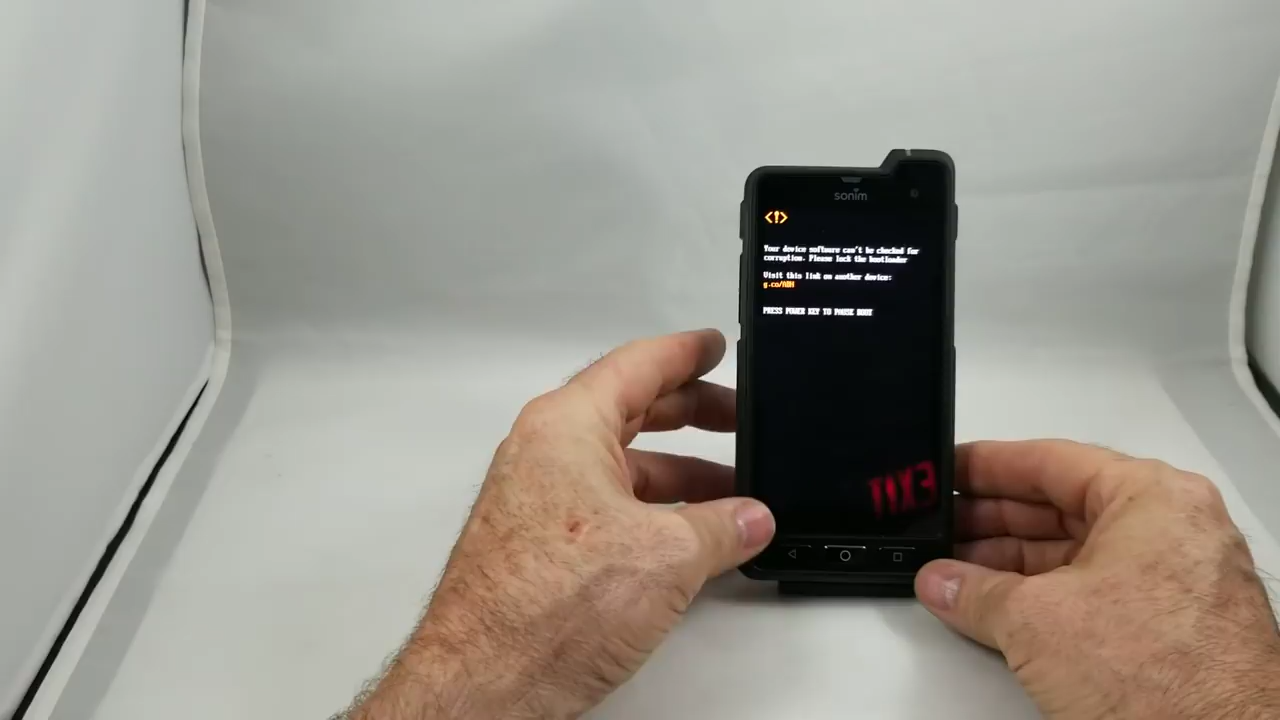 sonim
<!>
Your device software can't be checked for
corruption. Please lock the bootloader
Visit this link on another device:
g.co/ABH
PRESS POWER KEY TO PAUSE BOOT
EXIT